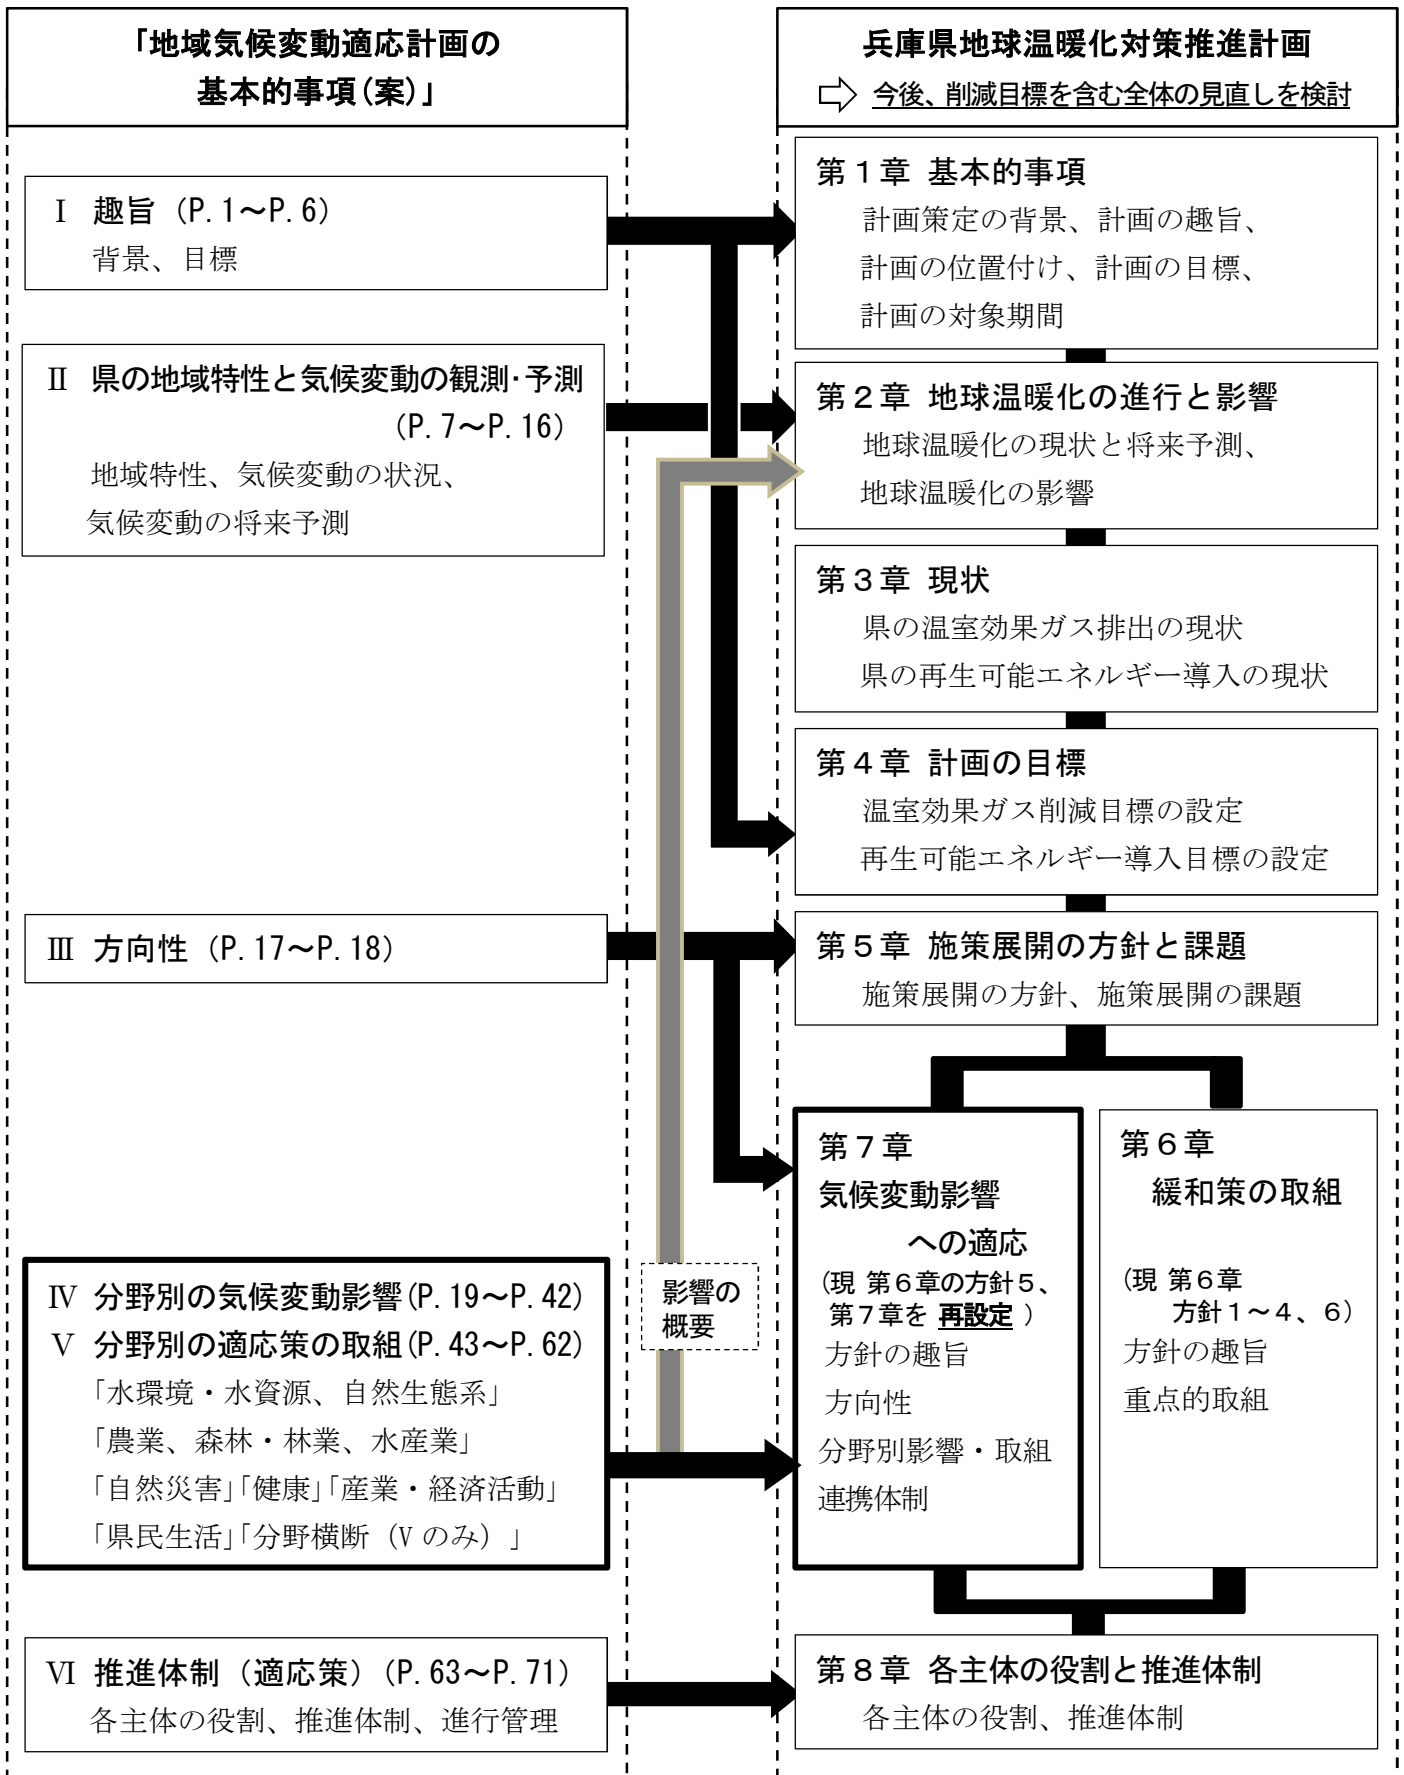 「地域気候変動適応計画の
基本的事項(案)」
Ⅰ 趣旨 (P.1～P.6)
背景、目標
Ⅱ 県の地域特性と気候変動の観測・予測
(P.7～P.16)
地域特性、気候変動の状況、
気候変動の将来予測
Ⅲ 方向性 (P.17～P.18)
Ⅳ 分野別の気候変動影響(P.19～P.42)
Ⅴ 分野別の適応策の取組(P.43～P.62)
「水環境・水資源、自然生態系」
「農業、森林・林業、水産業」
「自然災害」「健康」「産業・経済活動」
「県民生活」「分野横断（Ⅴのみ）」
Ⅵ 推進体制（適応策）(P.63～P.71)
各主体の役割、推進体制、進行管理
影響の
概要
兵庫県地球温暖化対策推進計画
⇨ 今後、削減目標を含む全体の見直しを検討
第１章 基本的事項
計画策定の背景、計画の趣旨、
計画の位置付け、計画の目標、
計画の対象期間
第２章 地球温暖化の進行と影響
地球温暖化の現状と将来予測、
地球温暖化の影響
第３章 現状
県の温室効果ガス排出の現状
県の再生可能エネルギー導入の現状
第４章 計画の目標
温室効果ガス削減目標の設定
再生可能エネルギー導入目標の設定
第５章 施策展開の方針と課題
施策展開の方針、施策展開の課題
第７章
気候変動影響
への適応
(現 第６章の方針５、
第７章を 再設定 ）
方針の趣旨
方向性
分野別影響・取組
連携体制
第６章
緩和策の取組
(現 第６章
方針１～４、６)
方針の趣旨
重点的取組
第８章 各主体の役割と推進体制
各主体の役割、推進体制